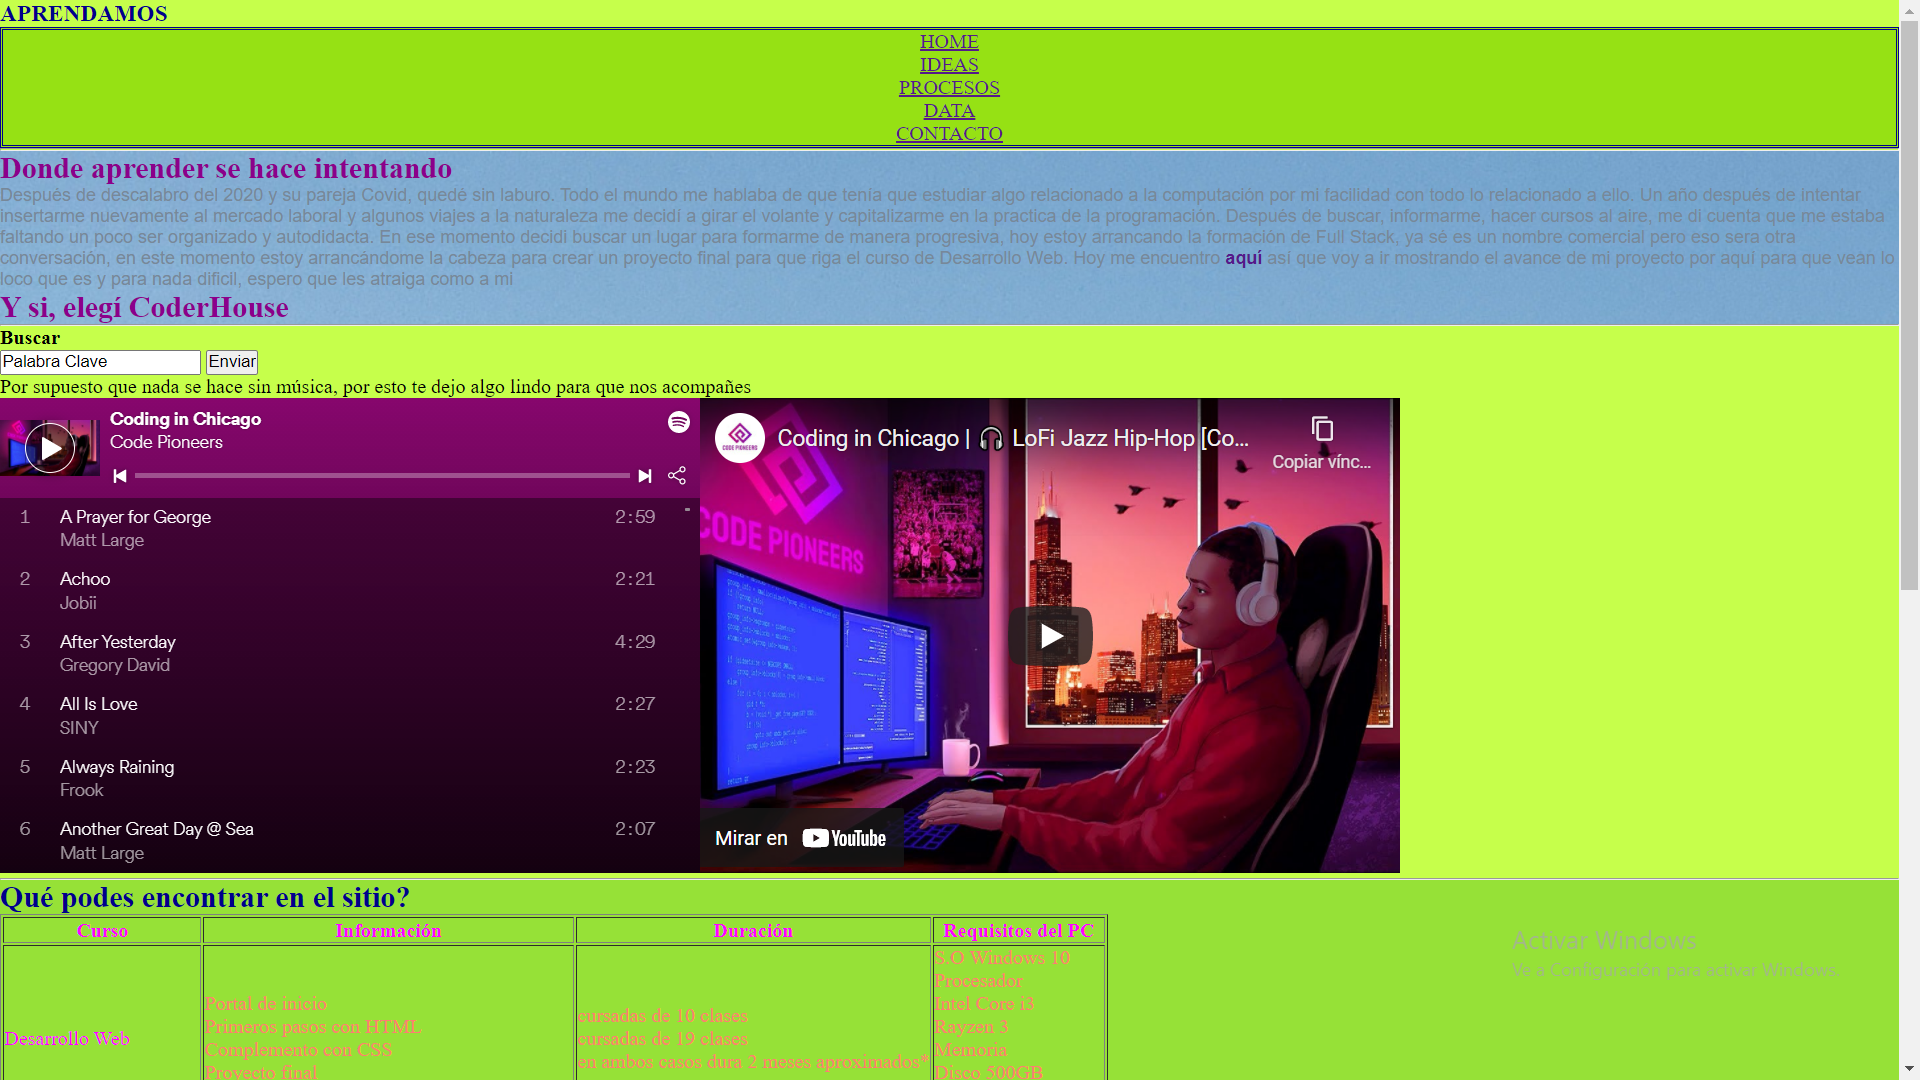 APRENDAMOS
HOME
IDEAS
PROCESOS
DATA
CONTACTO
Donde aprender se hace intentando
Después de descalabro del 2020 y su pareja Covid, quedé sin laburo. Todo el mundo me hablaba de que tenía que estudiar algo relacionado a la computación por mi facilidad con todo lo relacionado a ello. Un año después de intentar
insertarme nuevamente al mercado laboral y algunos viajes a la naturaleza me decidí a girar el volante y capitalizarme en la practica de la programación. Después de buscar, informarme, hacer cursos al aire, me di cuenta que me estaba
faltando un poco ser organizado y autodidacta. En ese momento decidi buscar un lugar para formarme de manera progresiva, hoy estoy arrancando la formación de Full Stack, ya sé es un nombre comercial pero eso sera otra
conversación, en este momento estoy arrancándome la cabeza para crear un proyecto final para que riga el curso de Desarrollo Web. Hoy me encuentro aquí así que voy a ir mostrando el avance de mi proyecto por aquí para que vean lo
loco que es y para nada dificil, espero que les atraiga como a mi
Y si, elegí CoderHouse
Buscar
Palabra Clave Enviar
Por supuesto que nada se hace sin música, por esto te dejo algo lindo para que nos acompañes
Coding in Chicago
Code Pioneers
1 A Prayer for George 2:59
Matt Large
2 Achoo 2:21
Jobii
3 After Yesterday 4:29
Gregory David
4 All Is Love 2:27
SINY
5 Always Raining 2:23
Frook
6 Another Great Day @ Sea 2:07
Matt Large
CODE PIONEERS
Coding in Chicago | 🎧 LoFi Jazz Hip-Hop [Co...
Copiar vínc...
CODE PIONEERS
Mirar en YouTube
Qué podes encontrar en el sitio?
Curso Información Duración Requisitos del PC
Desarrollo Web
Portal de inicio
Primeros pasos con HTML
Complemento con CSS
Proyecto final
cursadas de 10 clases
cursadas de 19 clases
en ambos casos dura 2 meses aproximados*
S.O Windows 10
Procesador
Intel Core i3
Rayzen 3
Memoria
Disco 500GB
Activar Windows
Ve a Configuración para activar Windows.